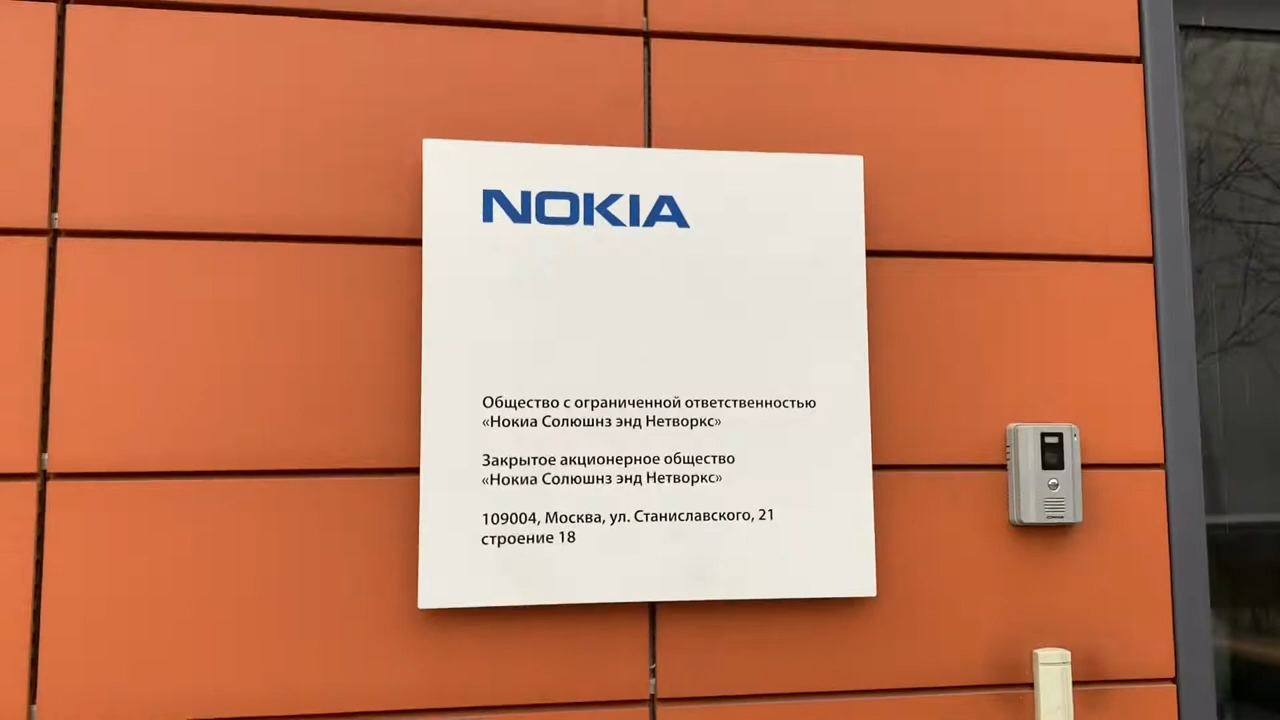 NOKIA
Общество с ограниченной ответственностью
«Нокиа Солюшнз энд Нетворкс»
Закрытое акционерное общество
«Нокиа Солюшнз энд Нетворкс»
109004, Москва, ул. Станиславского, 21
строение 18